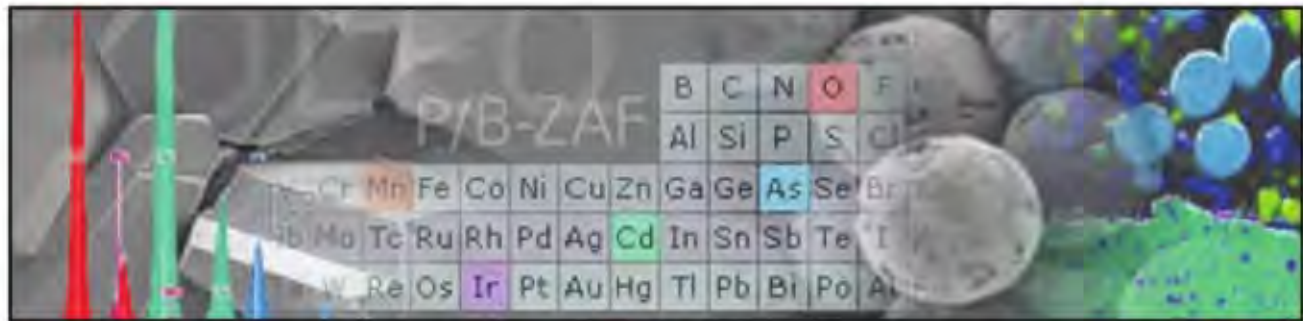 B C N O F
P/B-ZAF
Al Si P S Cl
Cr Mn Fe Co Ni Cu Zn Ga Ge As Se Br
Mo Tc Ru Rh Pd Ag Cd In Sn Sb Te I
W Re Os Ir Pt Au Hg Tl Pb Bi Po At